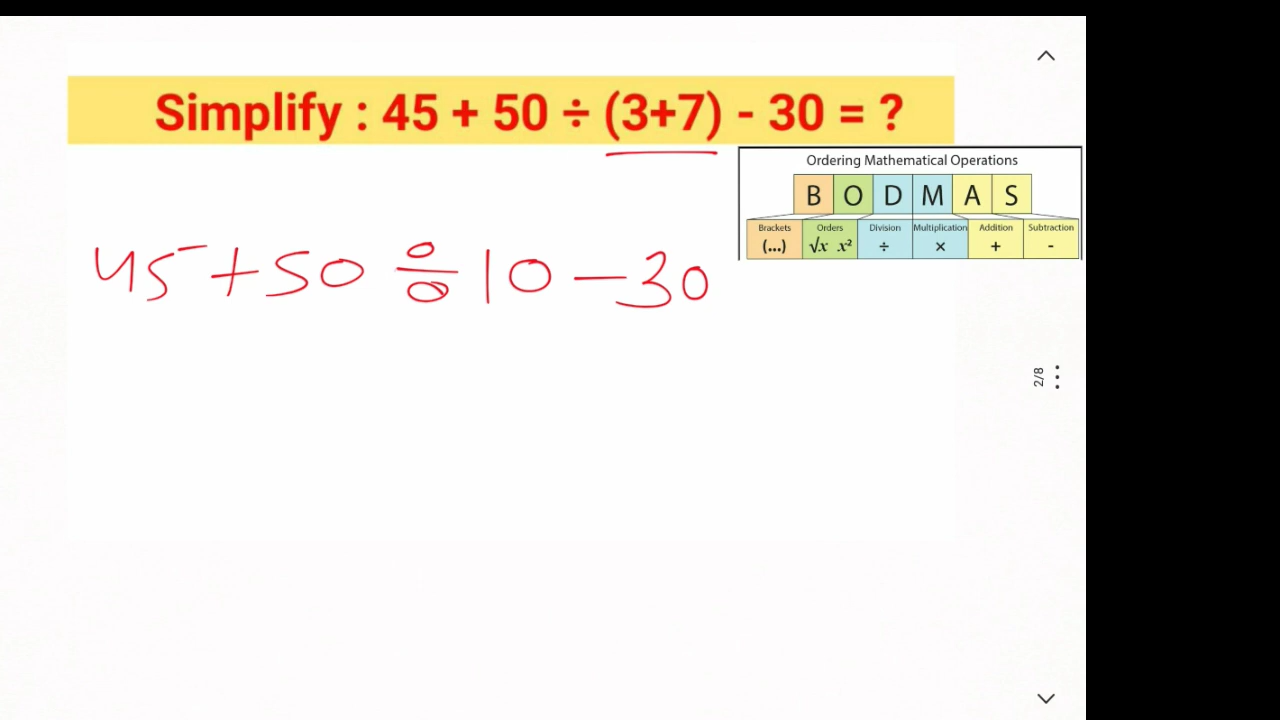 Simplify : 45 + 50 ÷ (3+7) - 30 = ?
Ordering Mathematical Operations
B O D M A S
Brackets Orders Division Multiplication Addition Subtraction
(...) √x x² ÷ × + -
45 + 50 ÷ 10 - 30
2/8